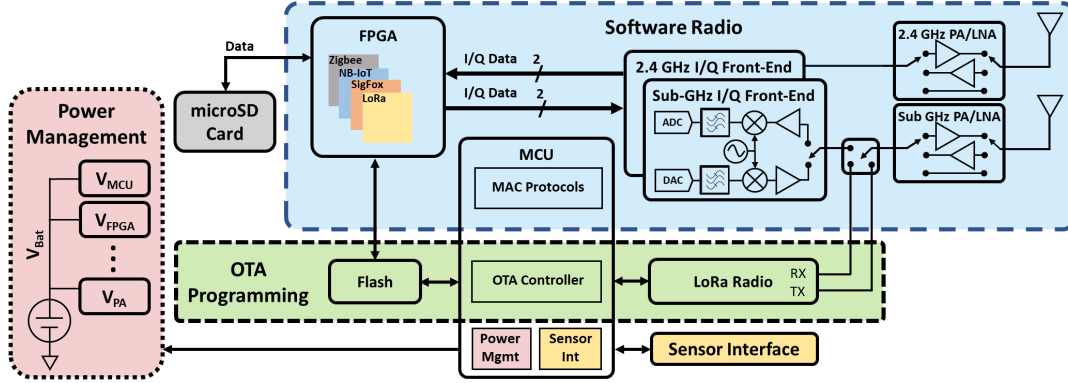 Software Radio
FPGA
Zigbee
NB-IoT
SigFox
LoRa
Data
microSD
Card
I/Q Data
2
I/Q Data
2
2.4 GHz I/Q Front-End
Sub-GHz I/Q Front-End
ADC
DAC
2.4 GHz PA/LNA
Sub GHz PA/LNA
Power
Management
V_MCU
V_FPGA
V_PA
V_Bat
MCU
MAC Protocols
OTA
Programming
Flash
OTA Controller
LoRa Radio
RX
TX
Power
Mgmt
Sensor
Int
Sensor Interface